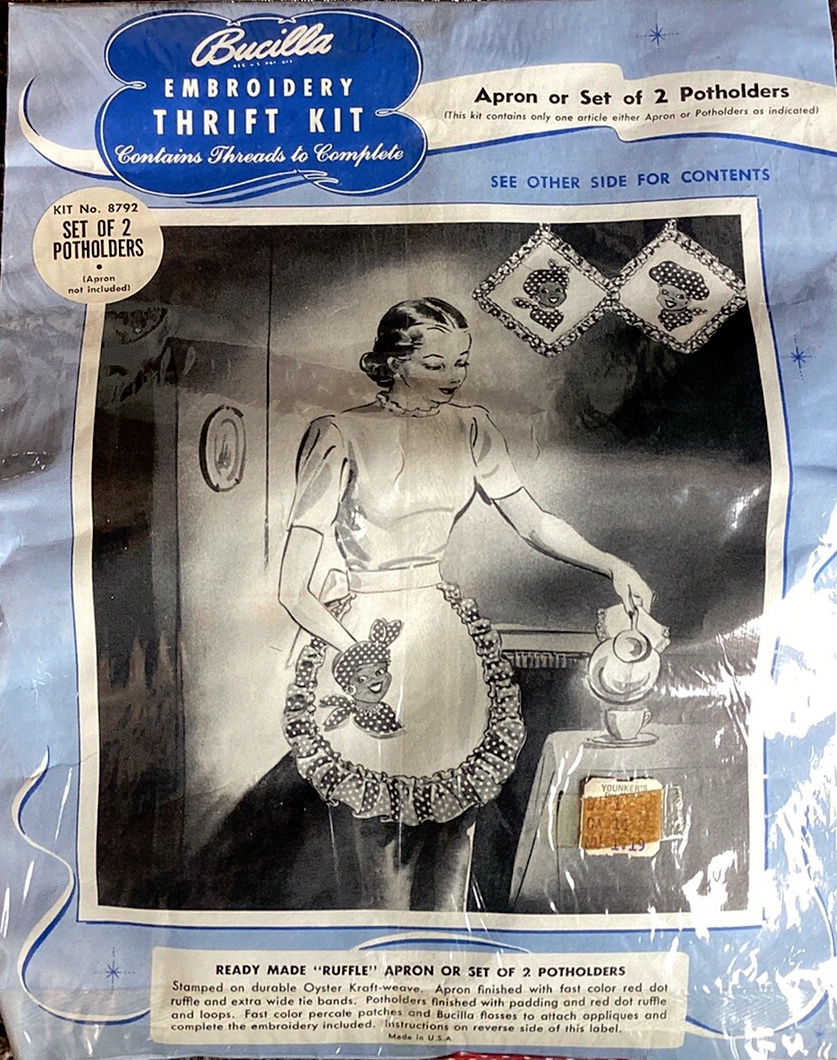 Bucilla
REG. U.S. PAT. OFF.
EMBROIDERY
THRIFT KIT
Contains Threads to Complete
Apron or Set of 2 Potholders
(This kit contains only one article either Apron or Potholders as indicated)
SEE OTHER SIDE FOR CONTENTS
KIT No. 8792
SET OF 2
POTHOLDERS
•
(Apron
not included)
YOUNKER'S
1.19
READY MADE "RUFFLE" APRON OR SET OF 2 POTHOLDERS
Stamped on durable Oyster Kraft-weave. Apron finished with fast color red dot
ruffle and extra wide tie bands. Potholders finished with padding and red dot ruffle
and loops. Fast color percale patches and Bucilla flosses to attach appliques and
complete the embroidery included. Instructions on reverse side of this label.
Made in U.S.A.